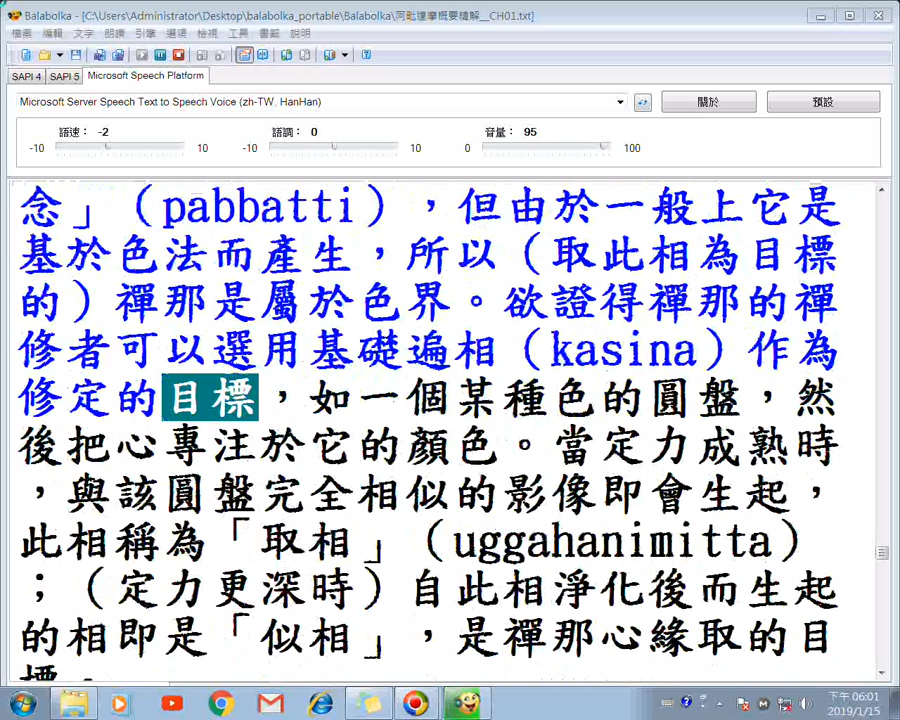 Balabolka - [C:\Users\Administrator\Desktop\balabolka_portable\Balabolka\阿毗達摩概要精解__CH01.txt]
檔案 編輯 文字 朗讀 引擎 選項 檢視 工具 書籤 說明
SAPI 4 SAPI 5 Microsoft Speech Platform
Microsoft Server Speech Text to Speech Voice (zh-TW, HanHan) 關於 預設
語速： -2 語調： 0 音量： 95
-10 10 -10 10 0 100
念」（pabbatti），但由於一般上它是
基於色法而產生，所以（取此相為目標
的）禪那是屬於色界。欲證得禪那的禪
修者可以選用基礎遍相（kasina）作為
修定的目標，如一個某種色的圓盤，然
後把心專注於它的顏色。當定力成熟時
，與該圓盤完全相似的影像即會生起，
此相稱為「取相」（uggahanimitta）
；（定力更深時）自此相淨化後而生起
的相即是「似相」，是禪那心緣取的目
標。
下午 06:01
2019/1/15